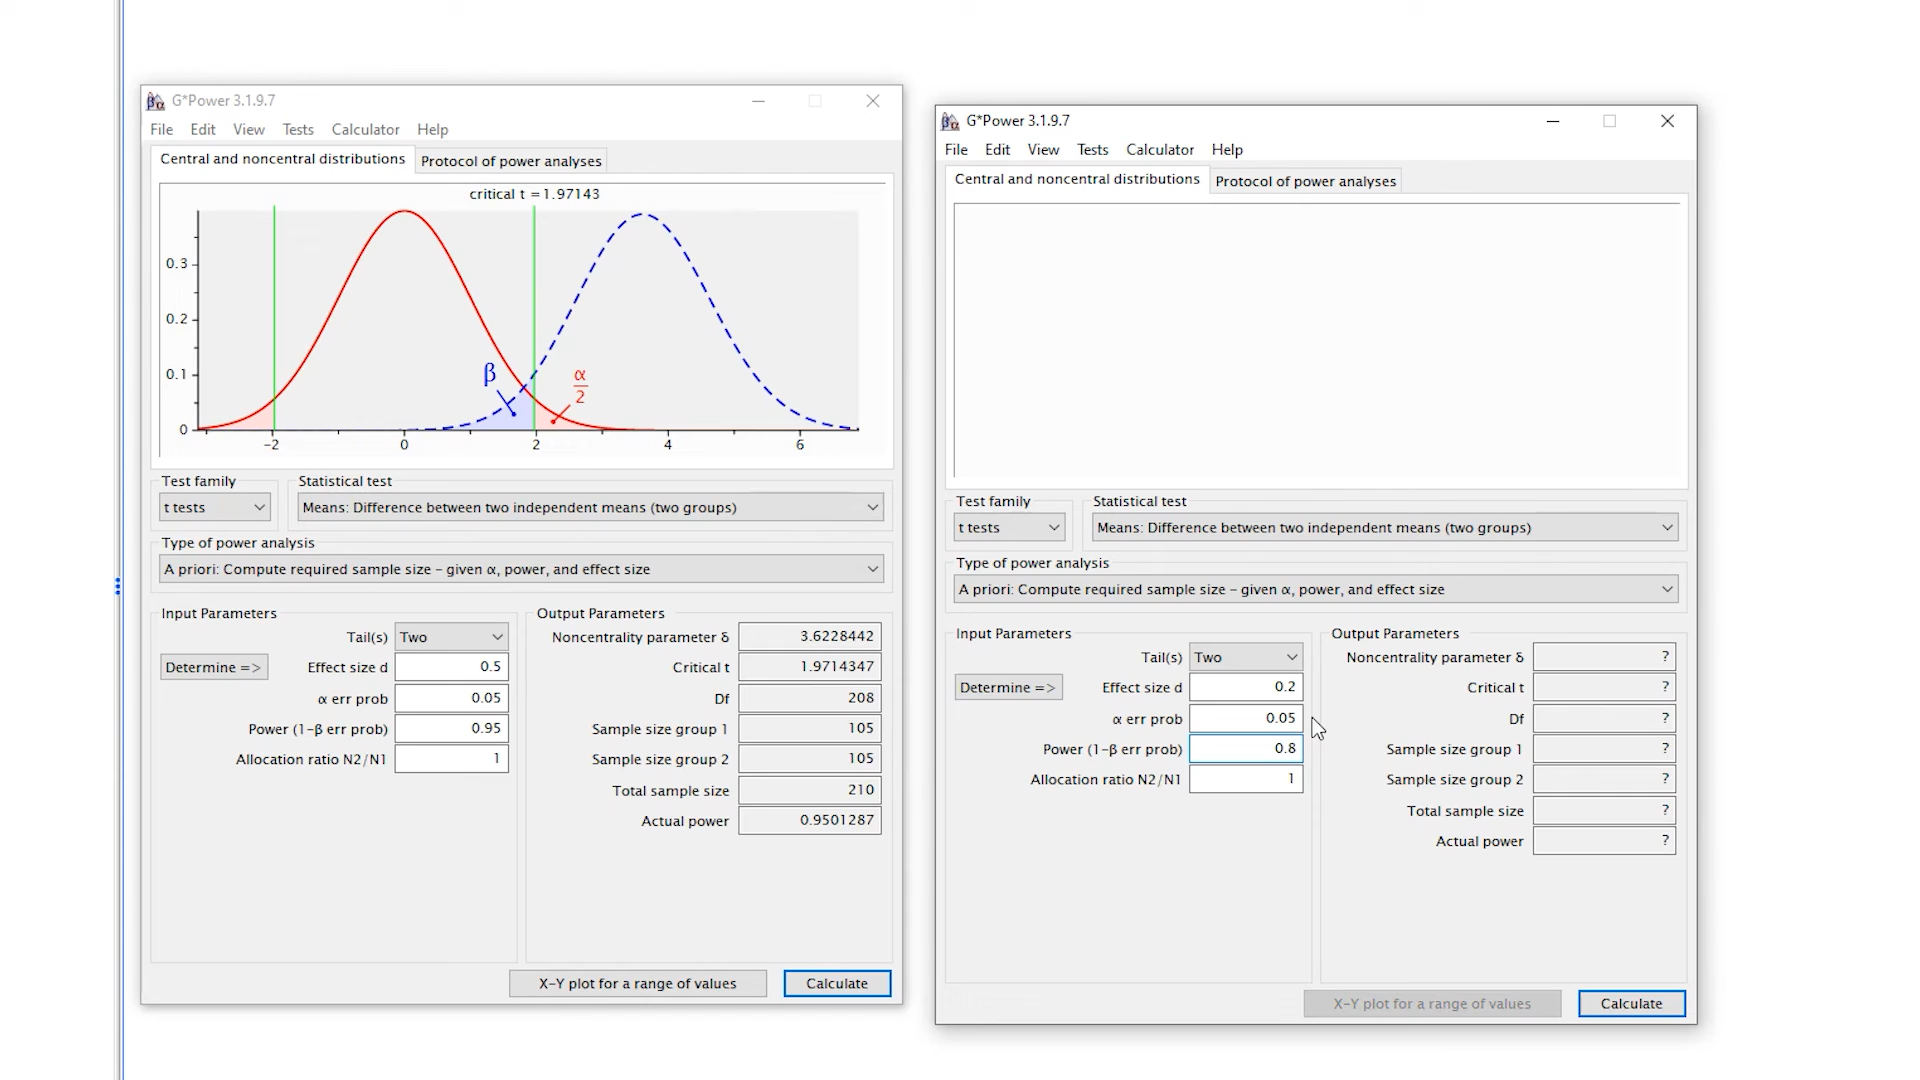 G*Power 3.1.9.7
File Edit View Tests Calculator Help
Central and noncentral distributions Protocol of power analyses
critical t = 1.97143
0.3
0.2
0.1
0
β
α
2
−2 0 2 4 6
Test family Statistical test
t tests Means: Difference between two independent means (two groups)
Type of power analysis
A priori: Compute required sample size – given α, power, and effect size
Input Parameters Output Parameters
Tail(s) Two Noncentrality parameter δ 3.6228442
Determine => Effect size d 0.5 Critical t 1.9714347
α err prob 0.05 Df 208
Power (1−β err prob) 0.95 Sample size group 1 105
Allocation ratio N2/N1 1 Sample size group 2 105
Total sample size 210
Actual power 0.9501287
X−Y plot for a range of values Calculate
G*Power 3.1.9.7
File Edit View Tests Calculator Help
Central and noncentral distributions Protocol of power analyses
Test family Statistical test
t tests Means: Difference between two independent means (two groups)
Type of power analysis
A priori: Compute required sample size – given α, power, and effect size
Input Parameters Output Parameters
Tail(s) Two Noncentrality parameter δ ?
Determine => Effect size d 0.2 Critical t ?
α err prob 0.05 Df ?
Power (1−β err prob) 0.8 Sample size group 1 ?
Allocation ratio N2/N1 1 Sample size group 2 ?
Total sample size ?
Actual power ?
X−Y plot for a range of values Calculate